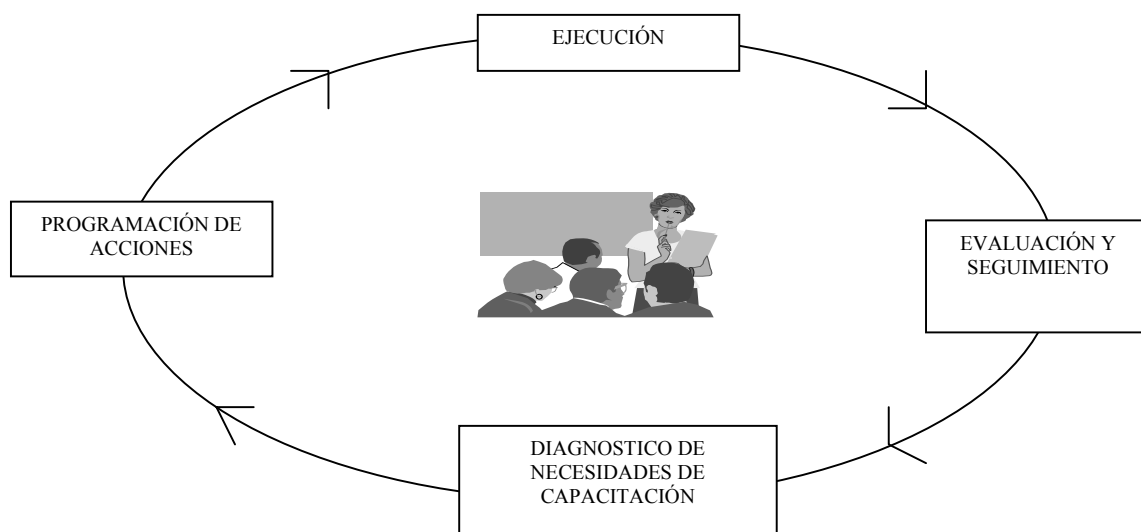 EJECUCIÓN
PROGRAMACIÓN DE
ACCIONES
EVALUACIÓN Y
SEGUIMIENTO
DIAGNOSTICO DE
NECESIDADES DE
CAPACITACIÓN